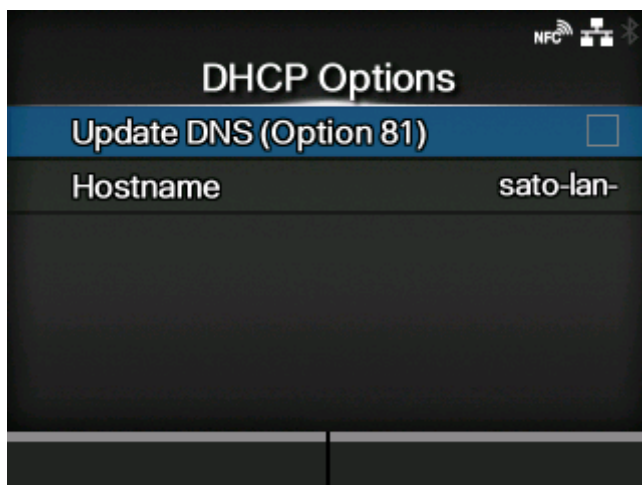 NFC
DHCP Options
Update DNS (Option 81)
Hostname sato-lan-